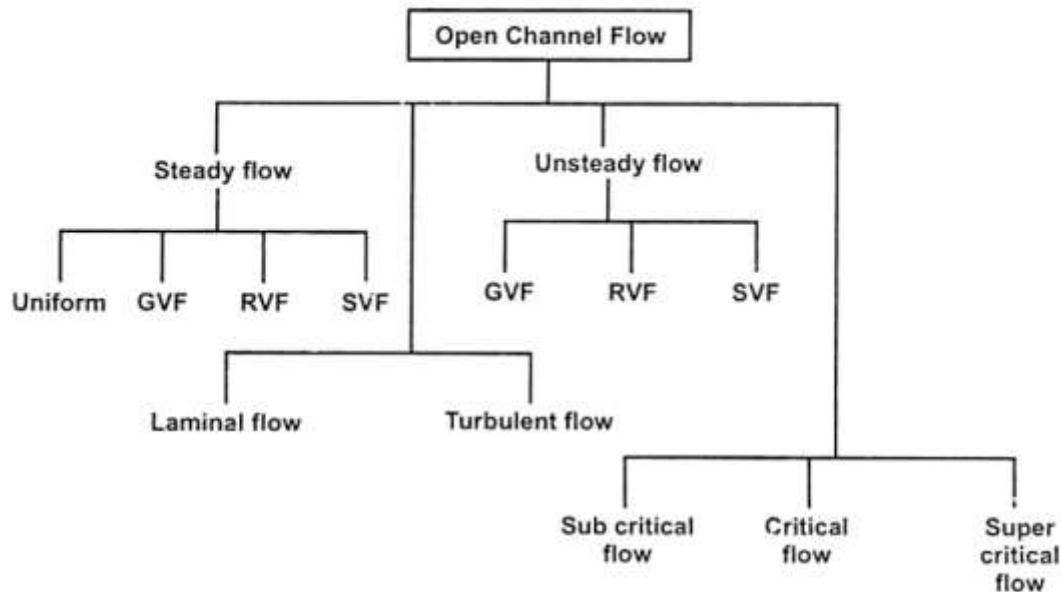 Open Channel Flow
Steady flow
Unsteady flow
Uniform GVF RVF SVF
GVF RVF SVF
Laminal flow
Turbulent flow
Sub critical
flow
Critical
flow
Super
critical
flow